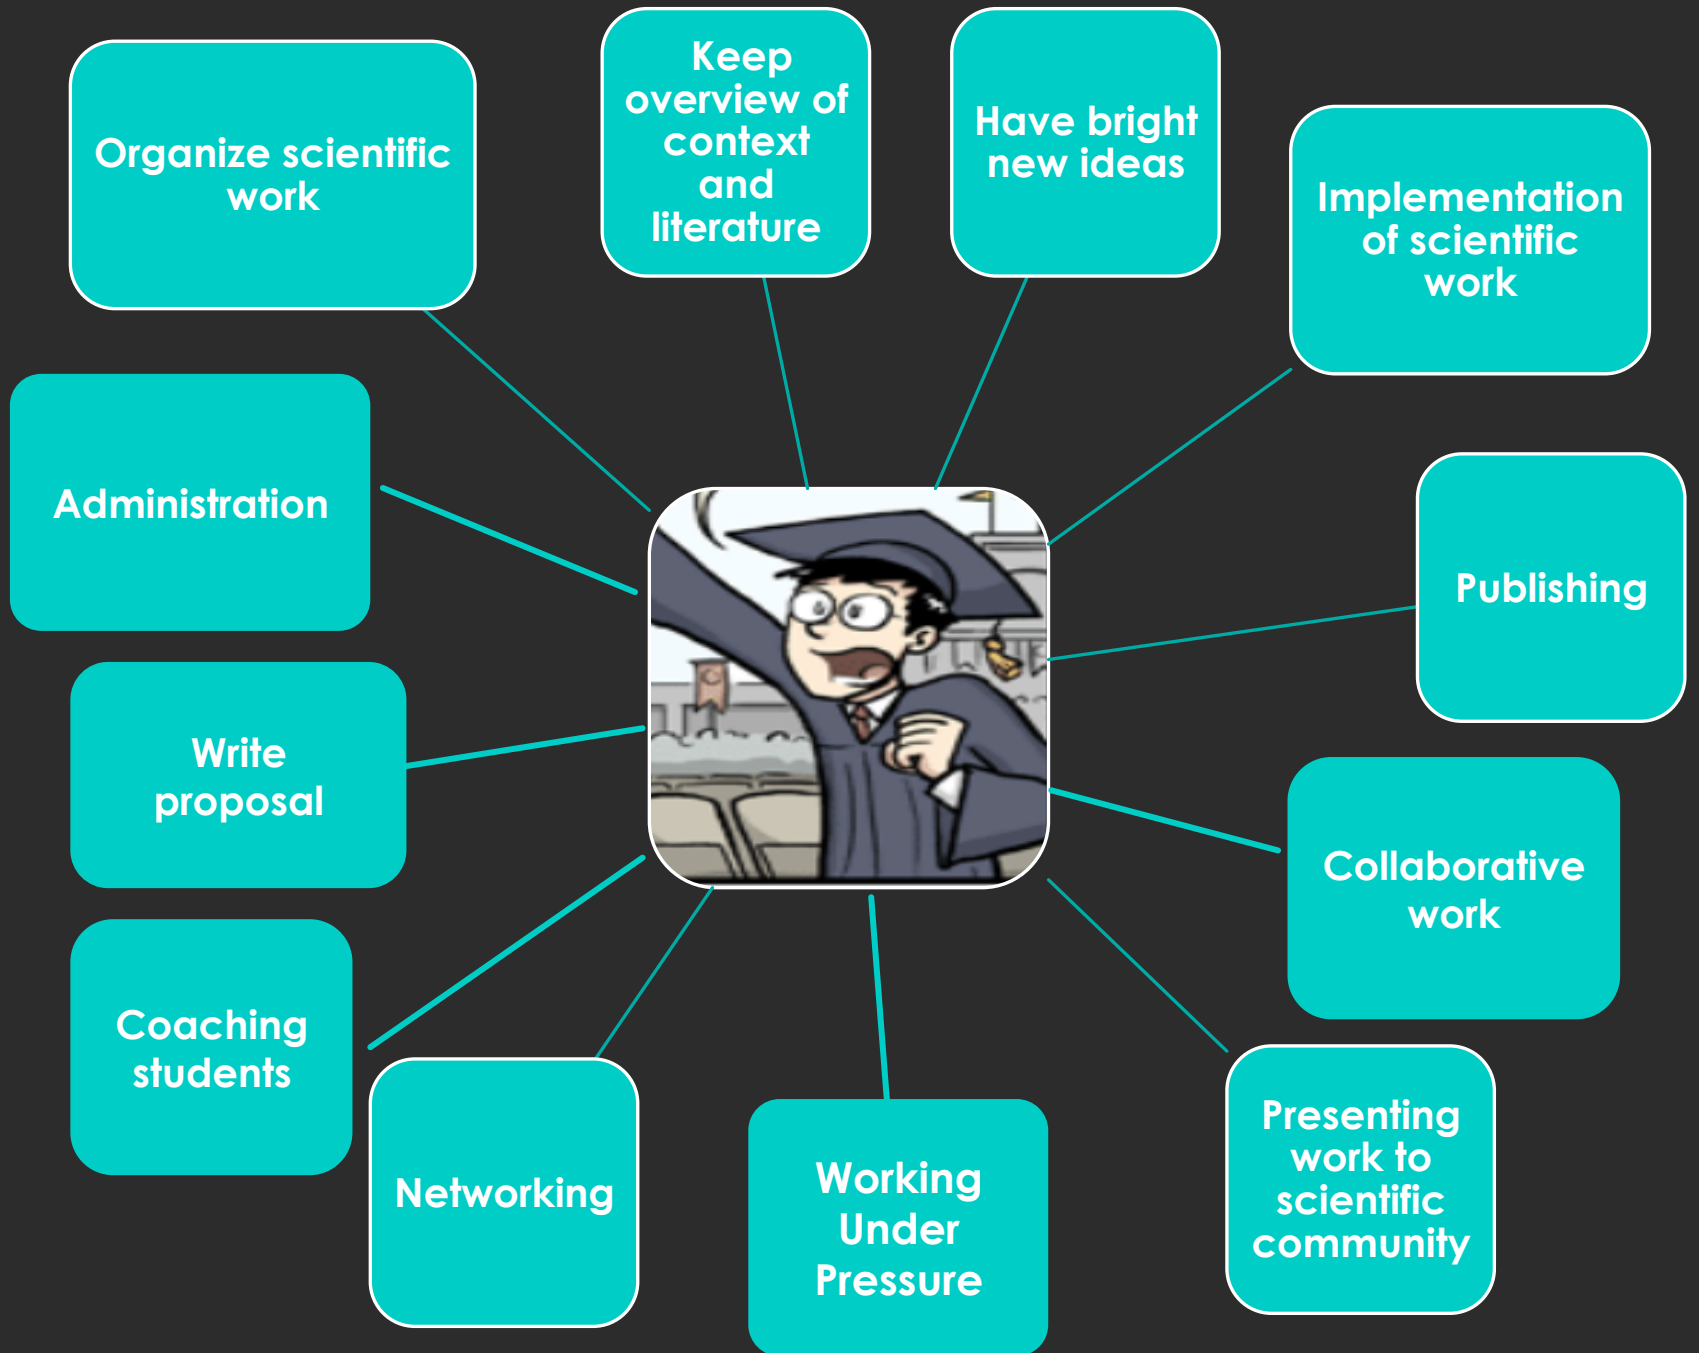 Organize scientific
work
Keep
overview of
context
and
literature
Have bright
new ideas
Implementation
of scientific
work
Administration
Publishing
Write
proposal
Collaborative
work
Coaching
students
Networking
Working
Under
Pressure
Presenting
work to
scientific
community